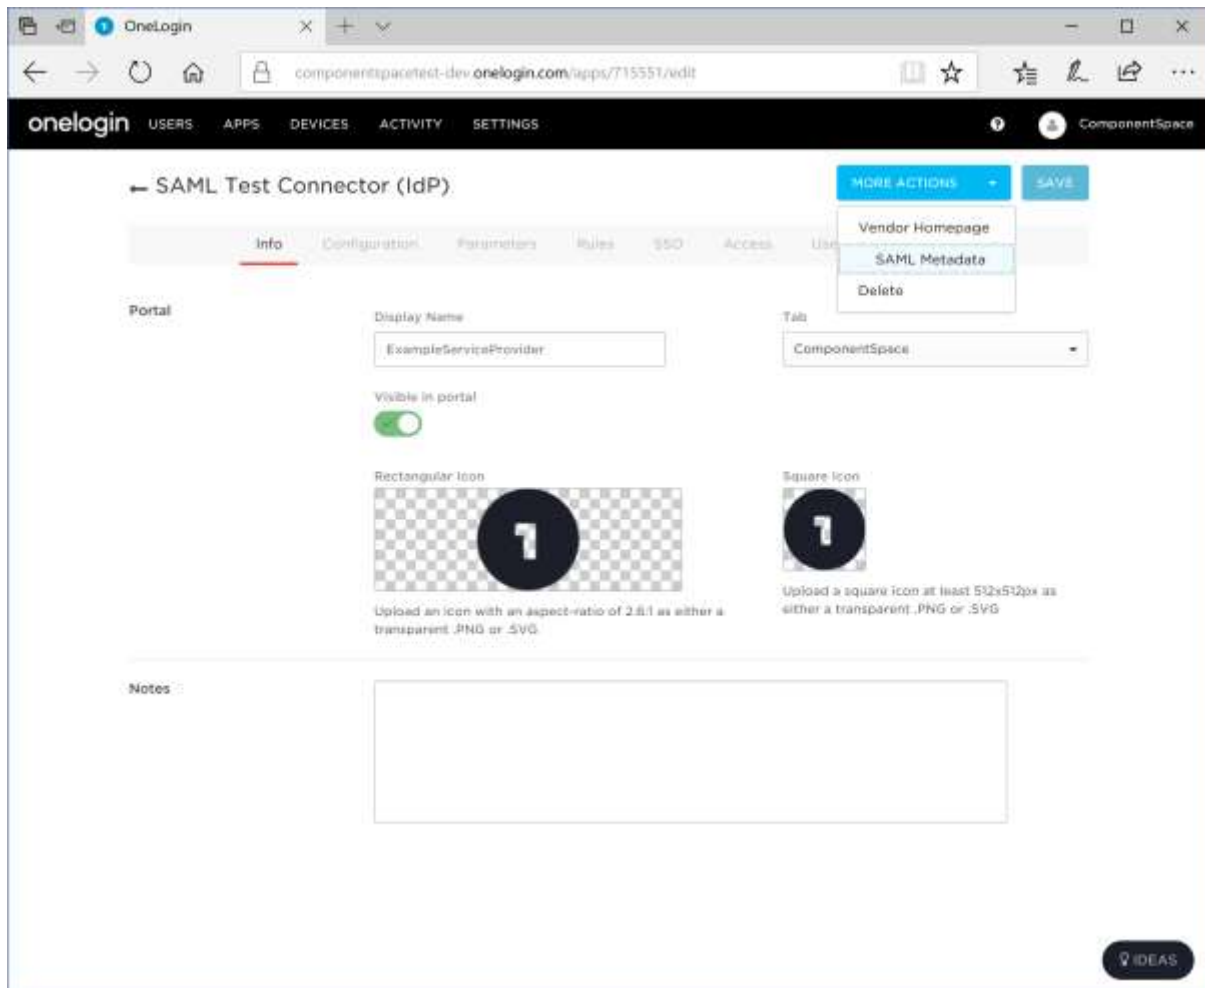 OneLogin
componentspacetest-dev.onelogin.com/apps/715551/edit
onelogin USERS APPS DEVICES ACTIVITY SETTINGS ComponentSpace
SAML Test Connector (IdP) MORE ACTIONS SAVE
Info Configuration Parameters Rules SSO Access Use
Vendor Homepage
SAML Metadata
Delete
Portal
Display Name Tab
ExampleServiceProvider ComponentSpace
Visible in portal
Rectangular Icon Square Icon
1 1
Upload an icon with an aspect-ratio of 2.6:1 as either a
transparent .PNG or .SVG
Upload a square icon at least 512x512px as
either a transparent .PNG or .SVG
Notes
IDEAS